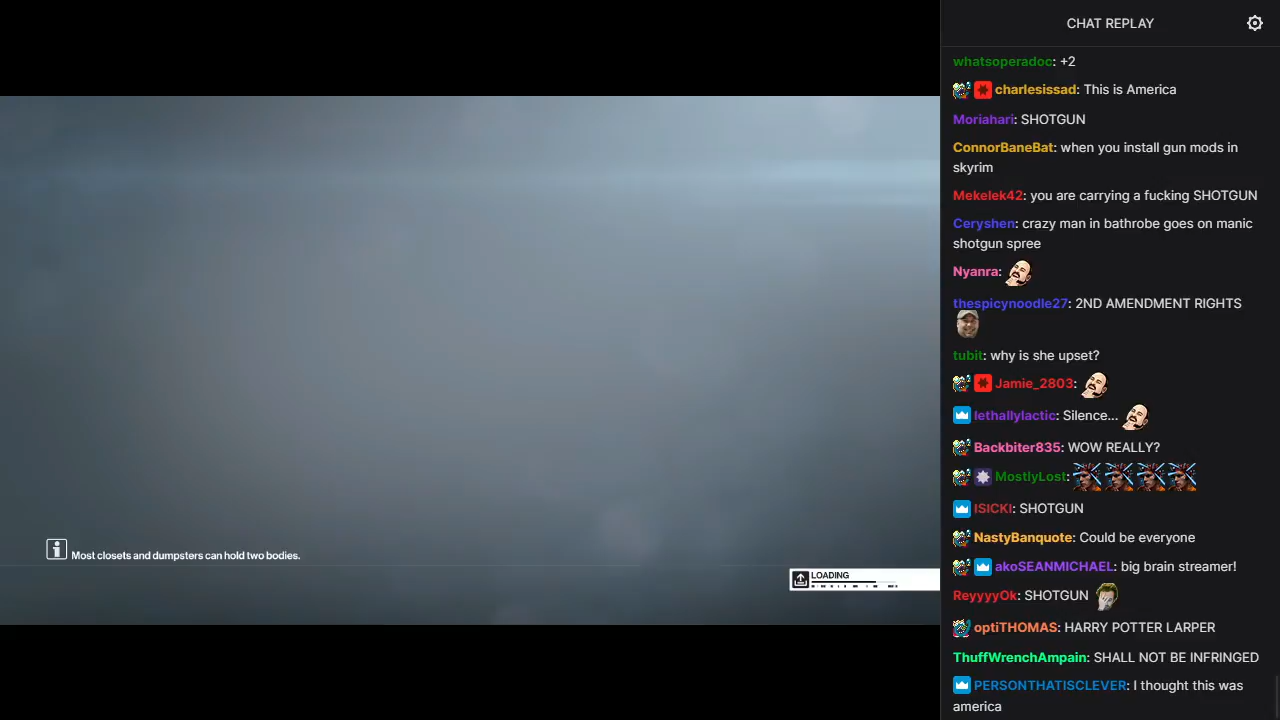 CHAT REPLAY
whatsoperadoc: +2
charlesissad: This is America
Moriahari: SHOTGUN
ConnorBaneBat: when you install gun mods in
skyrim
Mekelek42: you are carrying a fucking SHOTGUN
Ceryshen: crazy man in bathrobe goes on manic
shotgun spree
Nyanra:
thespicynoodle27: 2ND AMENDMENT RIGHTS
tubit: why is she upset?
Jamie_2803:
lethallylactic: Silence...
Backbiter835: WOW REALLY?
MostlyLost:
ISICKI: SHOTGUN
NastyBanquote: Could be everyone
akoSEANMICHAEL: big brain streamer!
ReyyyyOk: SHOTGUN
optiTHOMAS: HARRY POTTER LARPER
ThuffWrenchAmpain: SHALL NOT BE INFRINGED
PERSONTHATISCLEVER: I thought this was
america
Most closets and dumpsters can hold two bodies.
LOADING